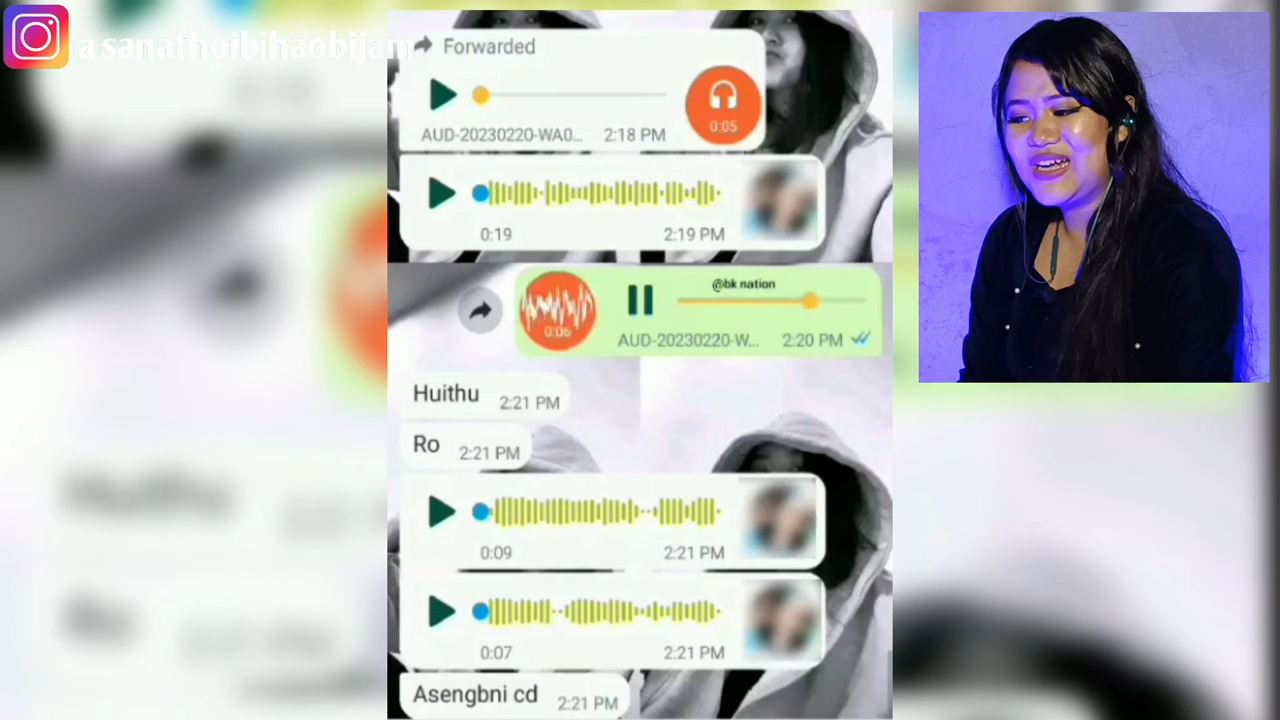 a sanathoibihaobijam
Forwarded
0:05
AUD-20230220-WA0... 2:18 PM
0:19 2:19 PM
@bk nation
0:06
AUD-20230220-W... 2:20 PM
Huithu 2:21 PM
Ro 2:21 PM
0:09 2:21 PM
0:07 2:21 PM
Asengbni cd 2:21 PM